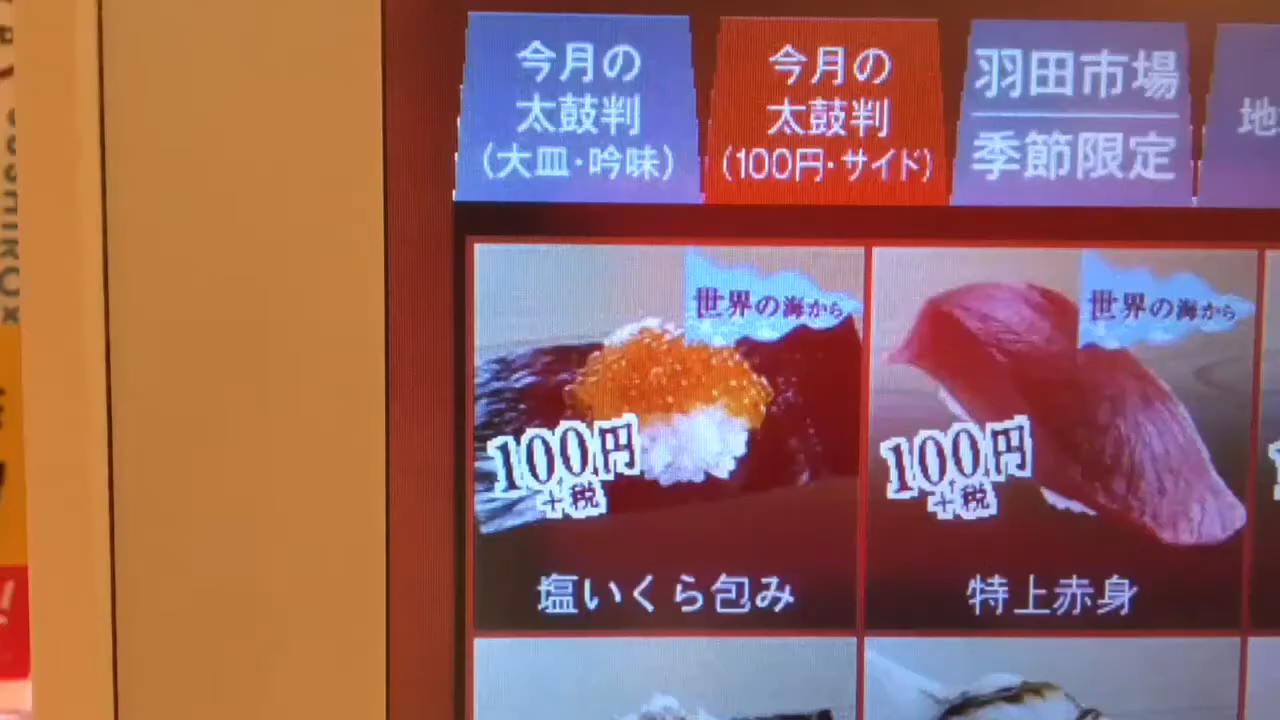 今月の
太鼓判
(大皿・吟味)
今月の
太鼓判
(100円・サイド)
羽田市場
季節限定
地
世界の海から
100円
+税
塩いくら包み
世界の海から
100円
+税
特上赤身